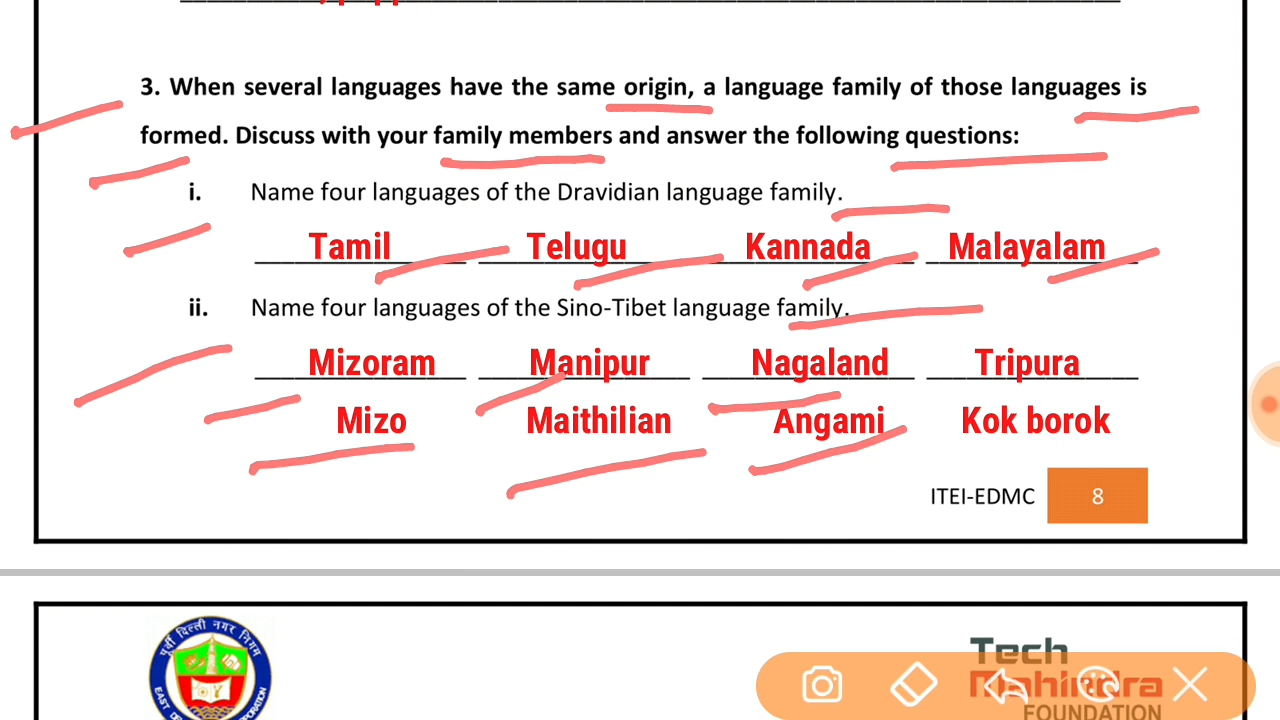 3. When several languages have the same origin, a language family of those languages is
formed. Discuss with your family members and answer the following questions:
i. Name four languages of the Dravidian language family.
Tamil Telugu Kannada Malayalam
ii. Name four languages of the Sino-Tibet language family.
Mizoram Manipur Nagaland Tripura
Mizo Maithilian Angami Kok borok
ITEI-EDMC 8
पूर्वी दिल्ली नगर निगम
Tech
Mahindra
FOUNDATION